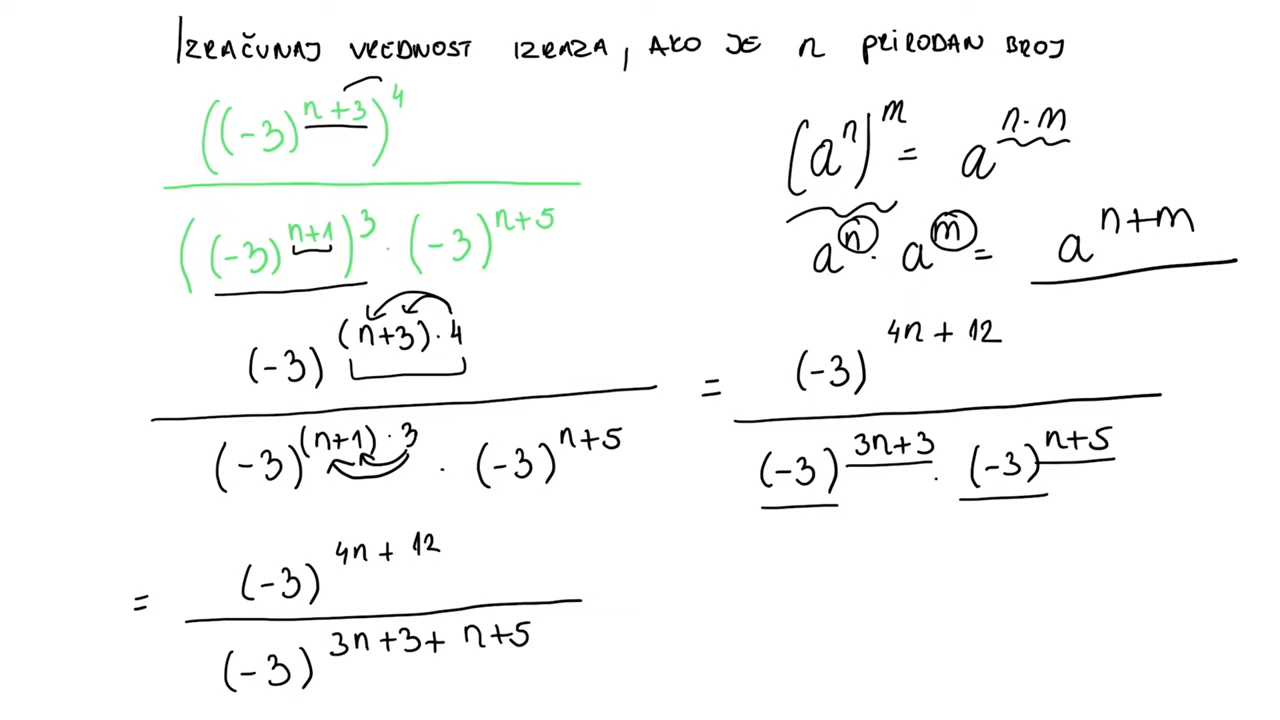 IZRAČUNAJ VREDNOST IZRAZA, AKO JE n PRIRODAN BROJ
((-3)^{n+3})^4
((-3)^{n+1})^3 · (-3)^{n+5}
(a^n)^m = a^{n·m}
a^n · a^m = a^{n+m}
(-3)^{(n+3)·4}
(-3)^{(n+1)·3} · (-3)^{n+5}
= (-3)^{4n+12}
(-3)^{3n+3} · (-3)^{n+5}
= (-3)^{4n+12}
(-3)^{3n+3+n+5}